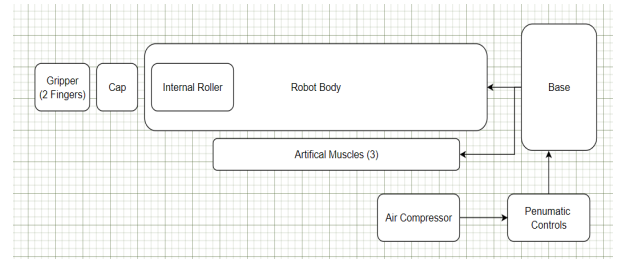 Gripper
(2 Fingers)
Cap
Internal Roller
Robot Body
Base
Artifical Muscles (3)
Air Compressor
Penumatic
Controls